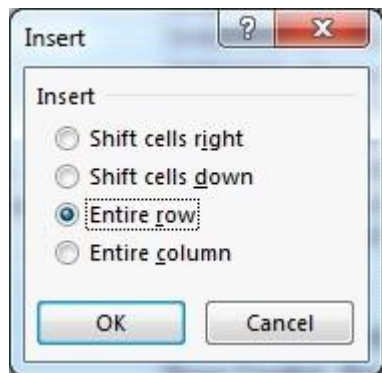 Insert
Insert
Shift cells right
Shift cells down
Entire row
Entire column
OK
Cancel